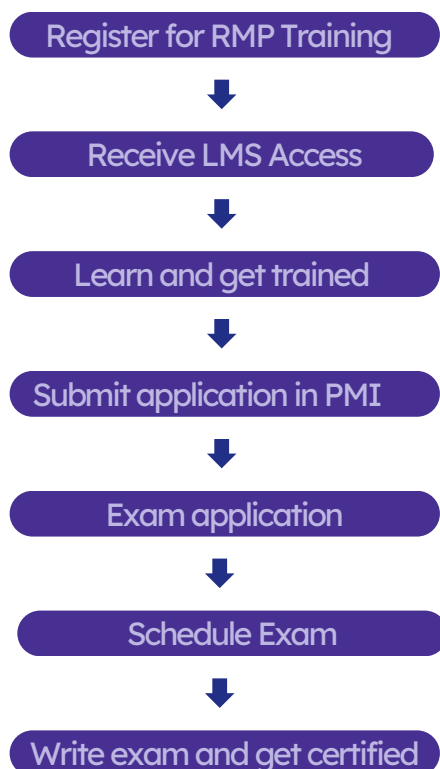 Register for RMP Training
Receive LMS Access
Learn and get trained
Submit application in PMI
Exam application
Schedule Exam
Write exam and get certified